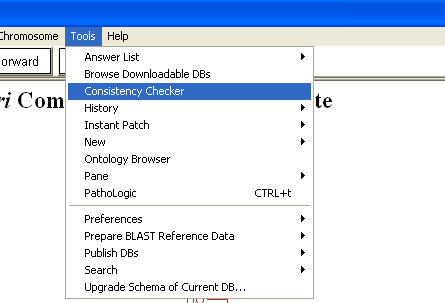 Chromosome Tools Help
orward
ri Com te
Answer List
Browse Downloadable DBs
Consistency Checker
History
Instant Patch
New
Ontology Browser
Pane
PathoLogic CTRL+t
Preferences
Prepare BLAST Reference Data
Publish DBs
Search
Upgrade Schema of Current DB...